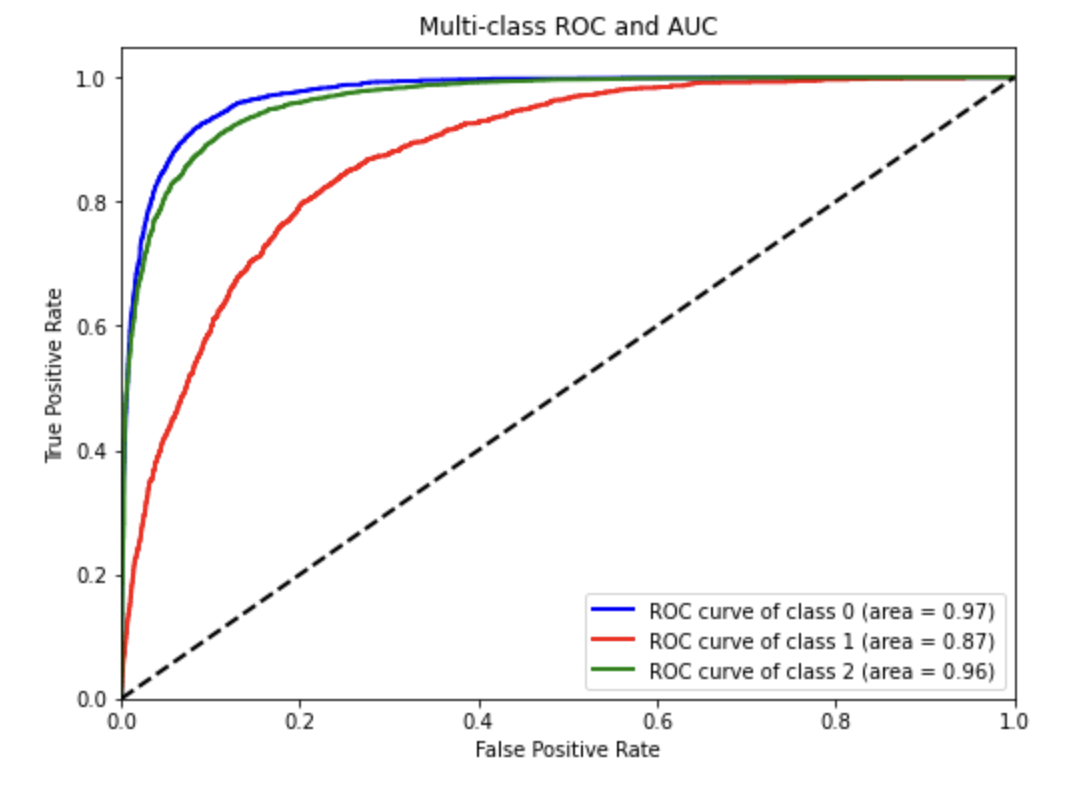 Multi-class ROC and AUC
1.0
0.8
0.6
0.4
0.2
0.0
True Positive Rate
ROC curve of class 0 (area = 0.97)
ROC curve of class 1 (area = 0.87)
ROC curve of class 2 (area = 0.96)
0.0 0.2 0.4 0.6 0.8 1.0
False Positive Rate